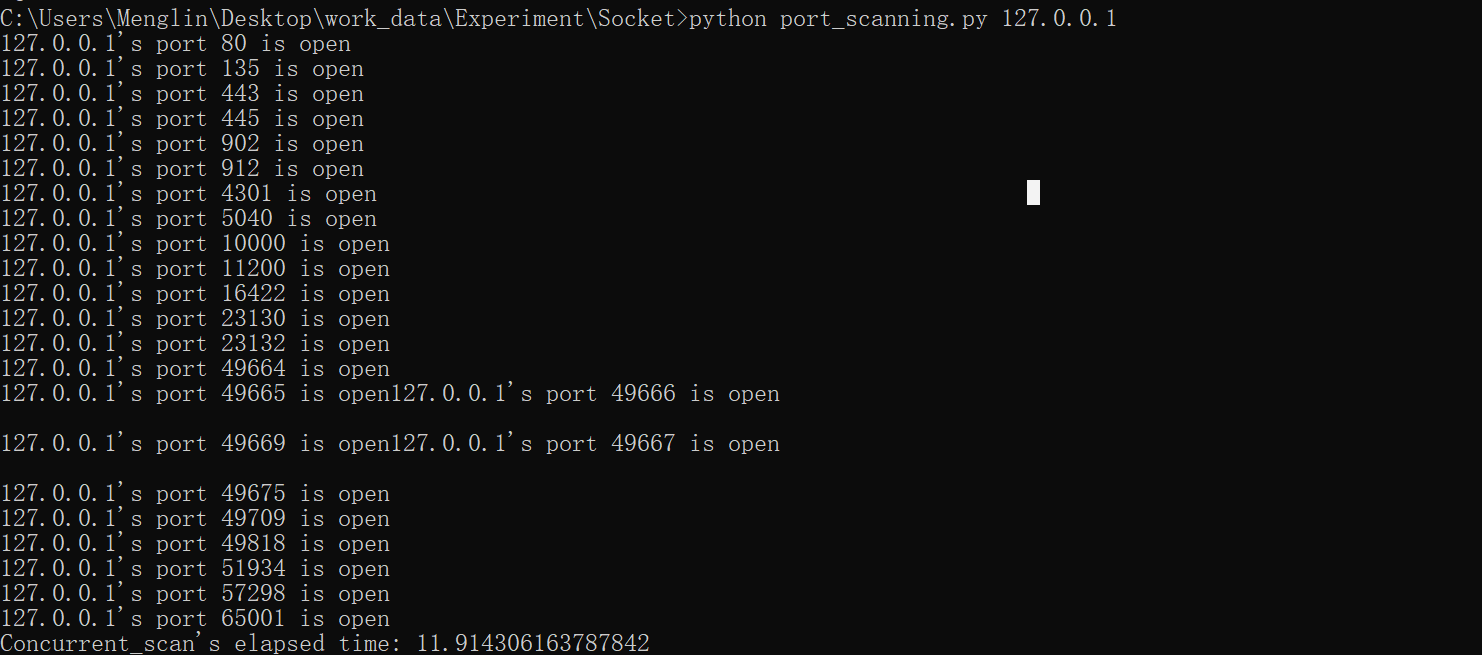 C:\Users\Menglin\Desktop\work_data\Experiment\Socket>python port_scanning.py 127.0.0.1
127.0.0.1's port 80 is open
127.0.0.1's port 135 is open
127.0.0.1's port 443 is open
127.0.0.1's port 445 is open
127.0.0.1's port 902 is open
127.0.0.1's port 912 is open
127.0.0.1's port 4301 is open
127.0.0.1's port 5040 is open
127.0.0.1's port 10000 is open
127.0.0.1's port 11200 is open
127.0.0.1's port 16422 is open
127.0.0.1's port 23130 is open
127.0.0.1's port 23132 is open
127.0.0.1's port 49664 is open
127.0.0.1's port 49665 is open127.0.0.1's port 49666 is open
127.0.0.1's port 49669 is open127.0.0.1's port 49667 is open
127.0.0.1's port 49675 is open
127.0.0.1's port 49709 is open
127.0.0.1's port 49818 is open
127.0.0.1's port 51934 is open
127.0.0.1's port 57298 is open
127.0.0.1's port 65001 is open
Concurrent_scan's elapsed time: 11.914306163787842